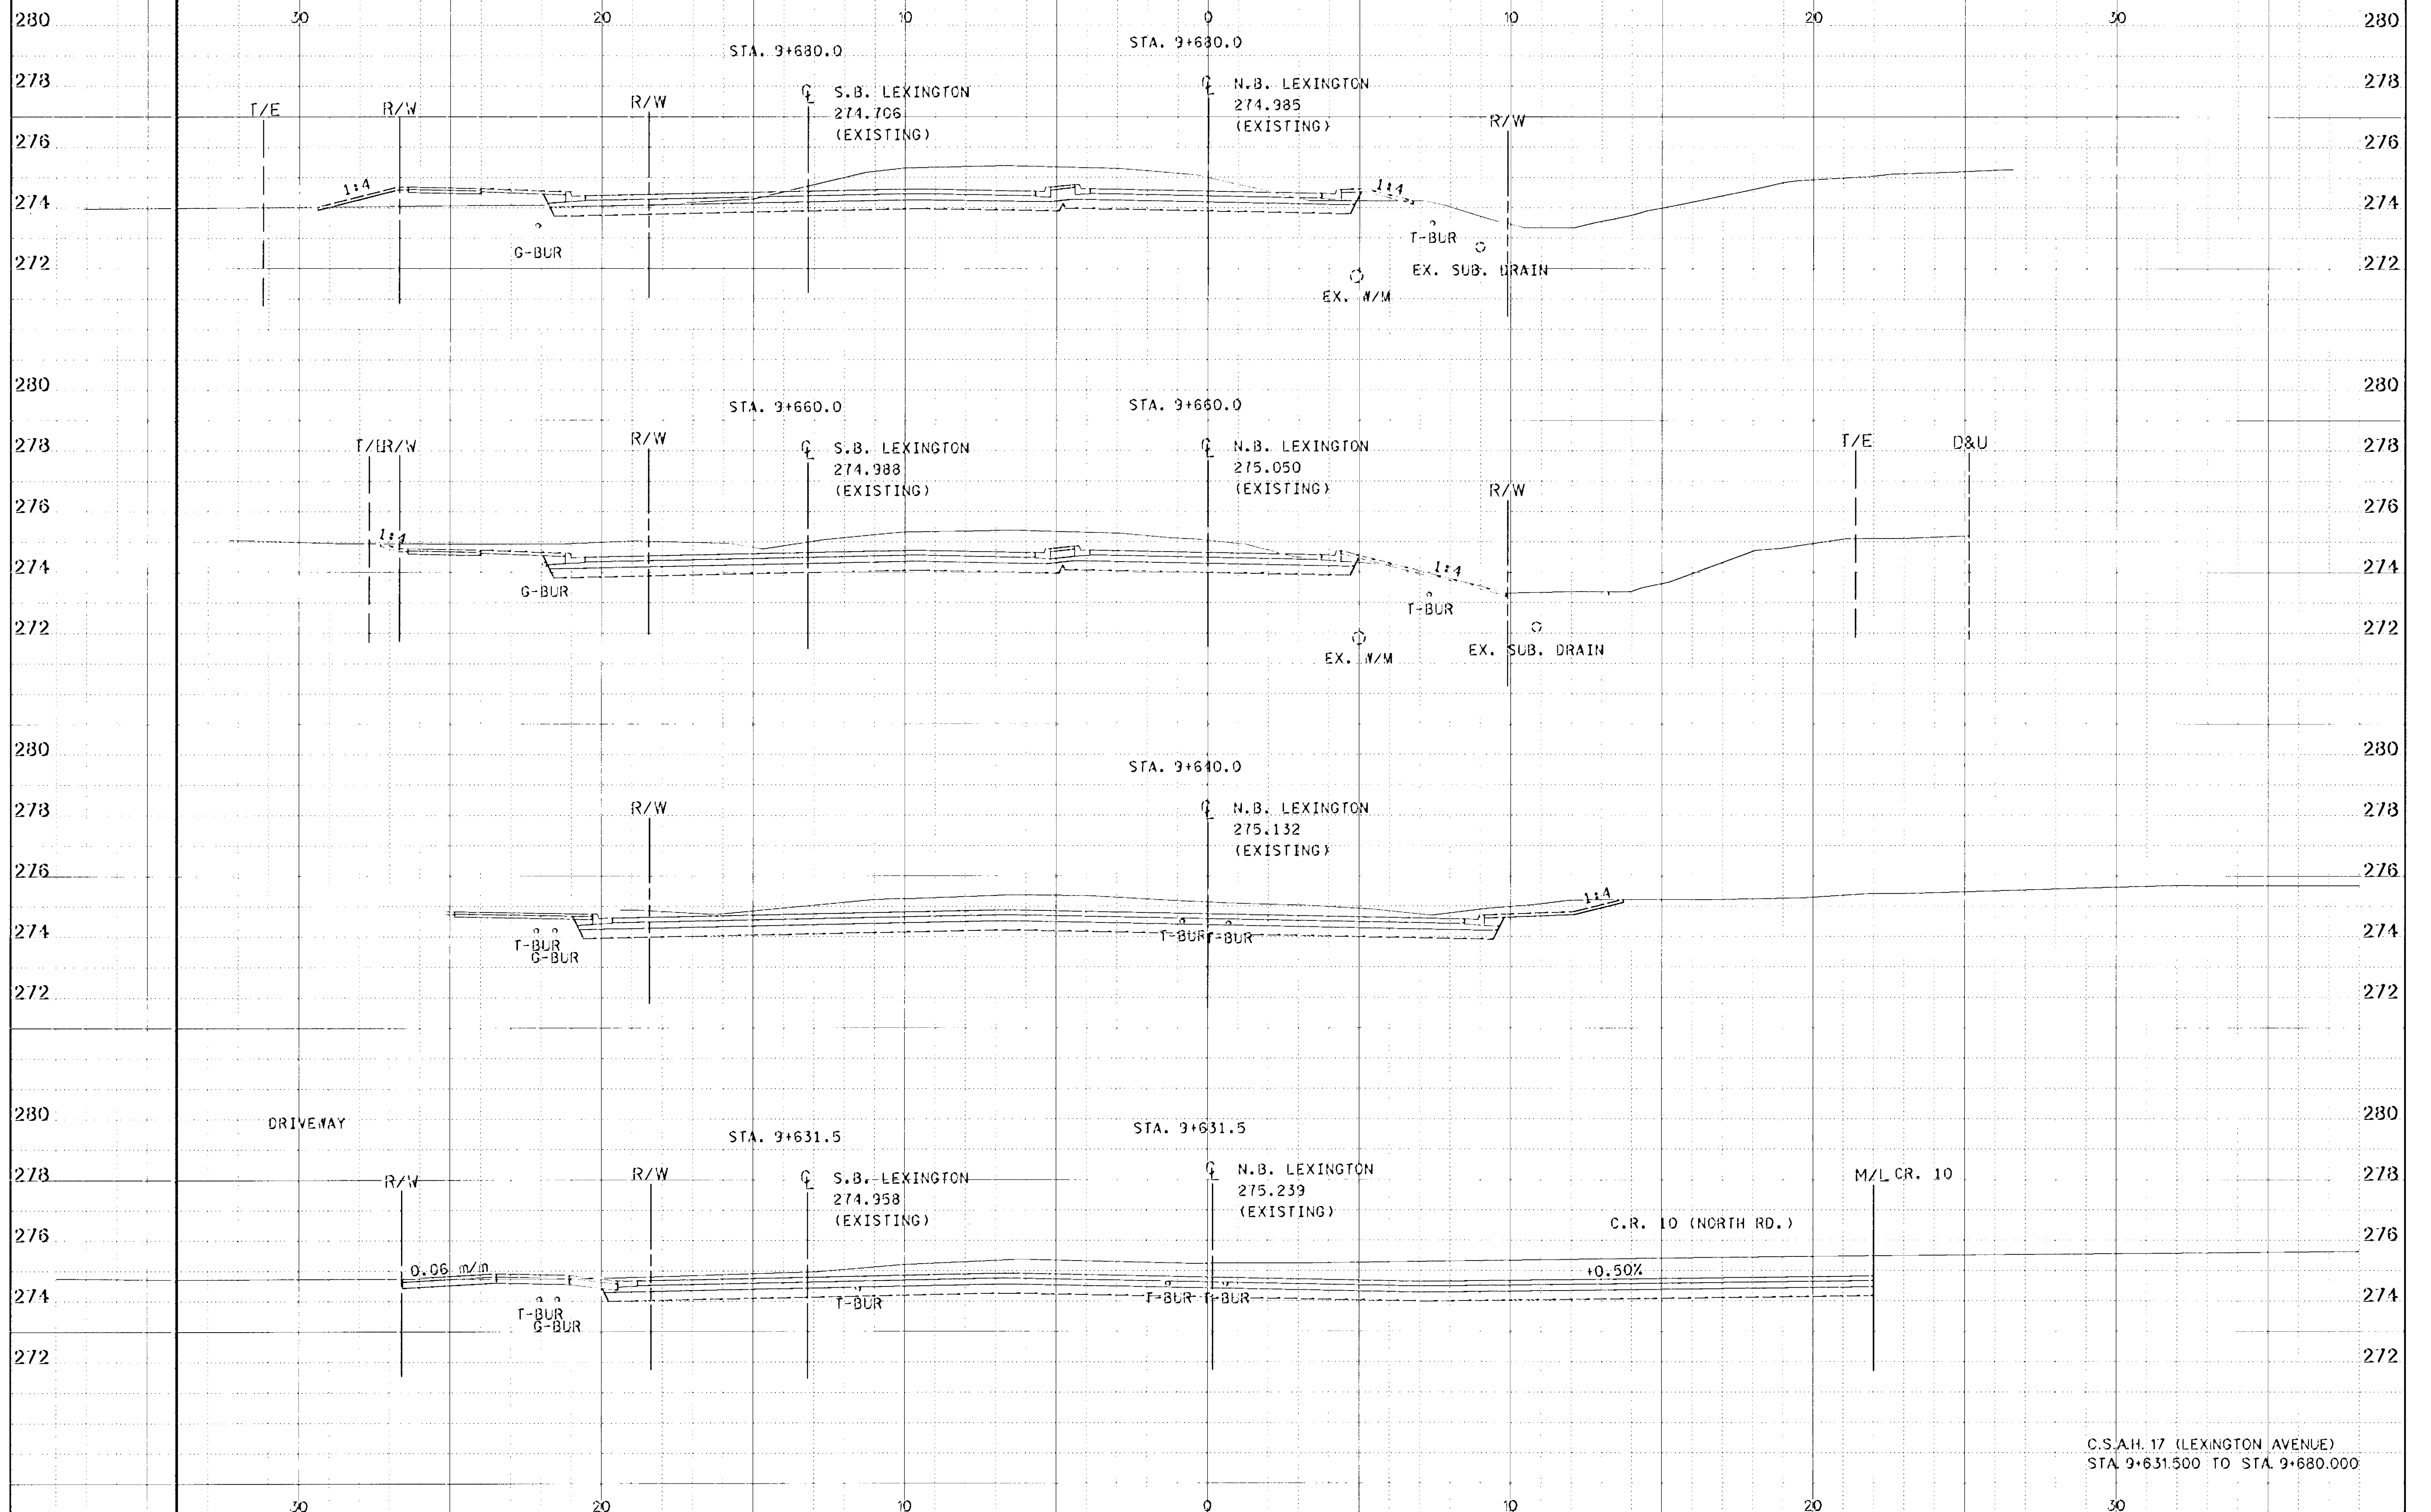 30 20 10 0 10 20 30
280 280
STA. 9+680.0 STA. 9+680.0
278 278
T/E R/W R/W ℄ S.B. LEXINGTON ℄ N.B. LEXINGTON R/W
274.706 274.985
(EXISTING) (EXISTING)
276 276
1:4 1:4
274 274
G-BUR T-BUR
272 272
EX. SUB. DRAIN
EX. W/M
280 280
STA. 9+660.0 STA. 9+660.0
278 278
T/E R/W R/W ℄ S.B. LEXINGTON ℄ N.B. LEXINGTON T/E D&U
274.988 275.050
(EXISTING) (EXISTING) R/W
276 276
1:4 1:4
274 274
G-BUR T-BUR
272 272
EX. W/M EX. SUB. DRAIN
280 280
STA. 9+640.0
278 278
R/W ℄ N.B. LEXINGTON
275.132
(EXISTING)
276 276
1:4
274 274
T-BUR T-BUR T-BUR
G-BUR
272 272
280 280
DRIVEWAY
STA. 9+631.5 STA. 9+631.5
278 278
R/W R/W ℄ S.B. LEXINGTON ℄ N.B. LEXINGTON M/L CR. 10
274.958 275.239
(EXISTING) (EXISTING)
C.R. 10 (NORTH RD.)
276 276
0.06 m/m +0.50%
274 274
T-BUR T-BUR T-BUR T-BUR
G-BUR
272 272
C.S.A.H. 17 (LEXINGTON AVENUE)
STA. 9+631.500 TO STA. 9+680.000
30 20 10 0 10 20 30